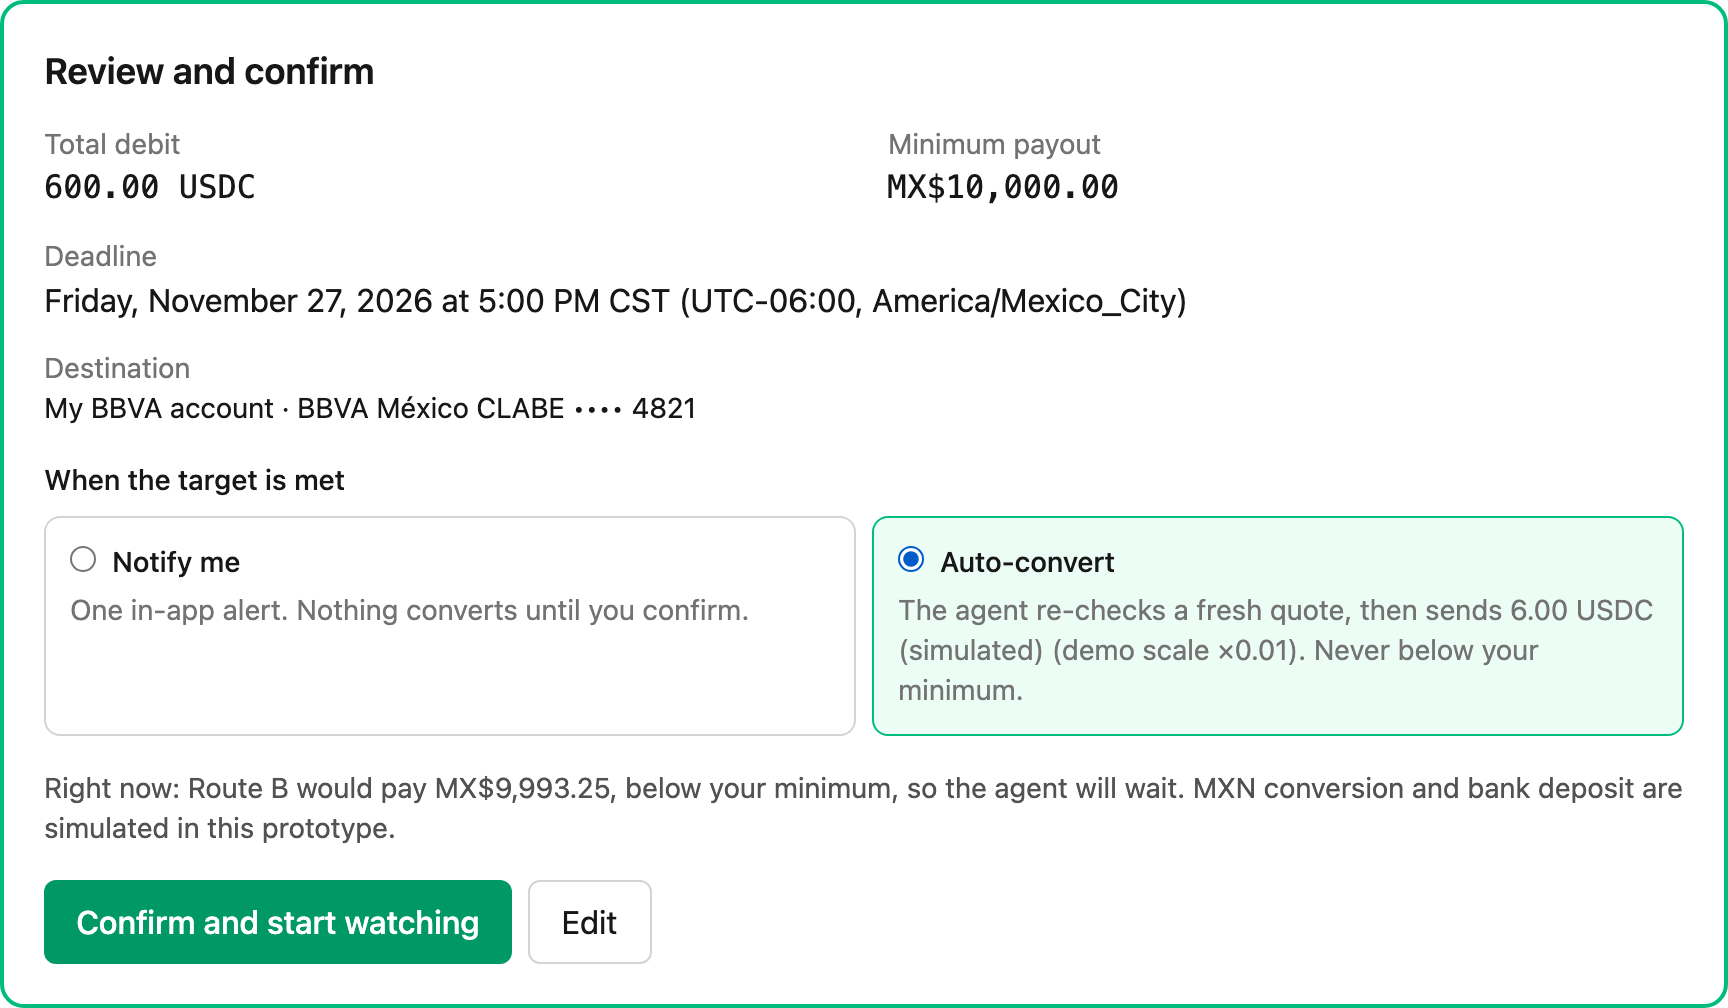 Review and confirm
Total debit
600.00 USDC
Minimum payout
MX$10,000.00
Deadline
Friday, November 27, 2026 at 5:00 PM CST (UTC-06:00, America/Mexico_City)
Destination
My BBVA account · BBVA México CLABE •••• 4821
When the target is met
Notify me
One in-app alert. Nothing converts until you confirm.
Auto-convert
The agent re-checks a fresh quote, then sends 6.00 USDC
(simulated) (demo scale ×0.01). Never below your
minimum.
Right now: Route B would pay MX$9,993.25, below your minimum, so the agent will wait. MXN conversion and bank deposit are
simulated in this prototype.
Confirm and start watching
Edit